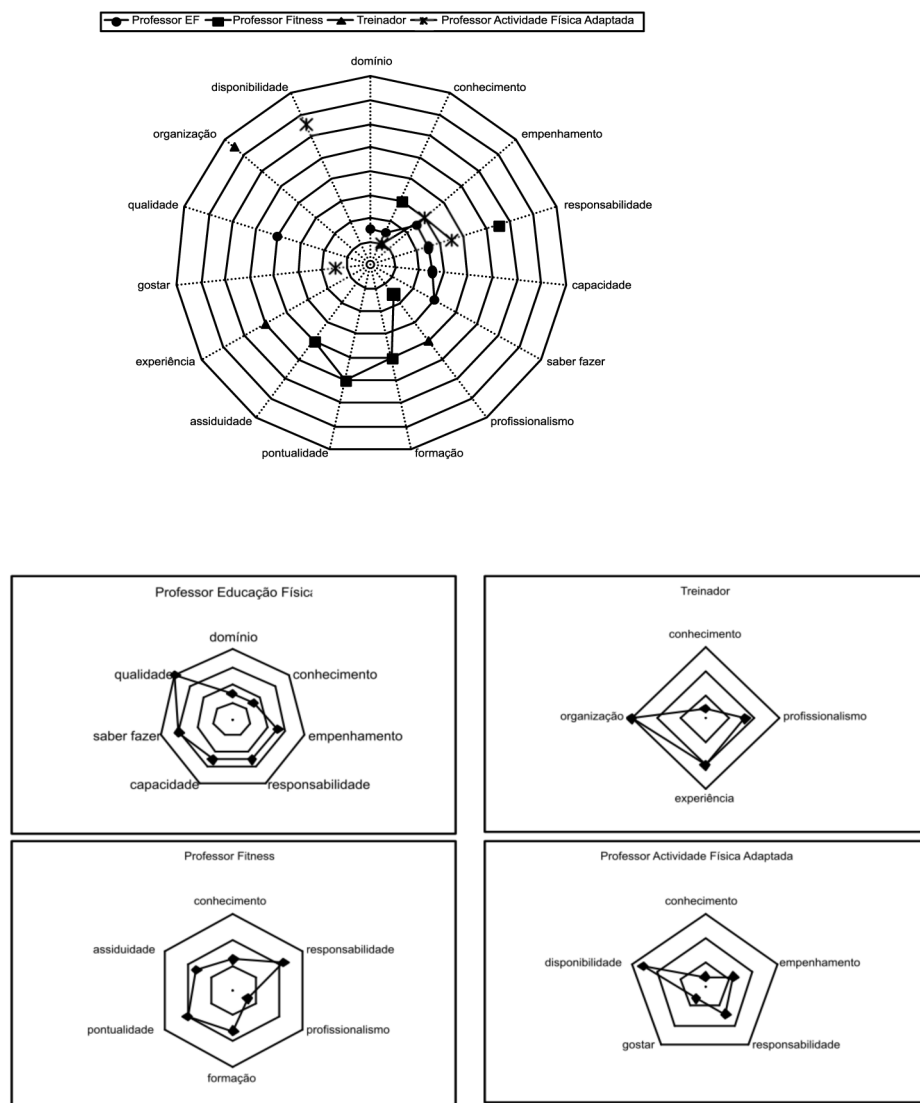 Professor EF Professor Fitness Treinador Professor Actividade Física Adaptada
domínio
disponibilidade conhecimento
organização empenhamento
qualidade responsabilidade
gostar capacidade
experiência saber fazer
assiduidade profissionalismo
pontualidade formação
Professor Educação Física
domínio
qualidade conhecimento
saber fazer empenhamento
capacidade responsabilidade
Treinador
conhecimento
organização profissionalismo
experiência
Professor Fitness
conhecimento
assiduidade responsabilidade
pontualidade profissionalismo
formação
Professor Actividade Física Adaptada
conhecimento
disponibilidade empenhamento
gostar responsabilidade